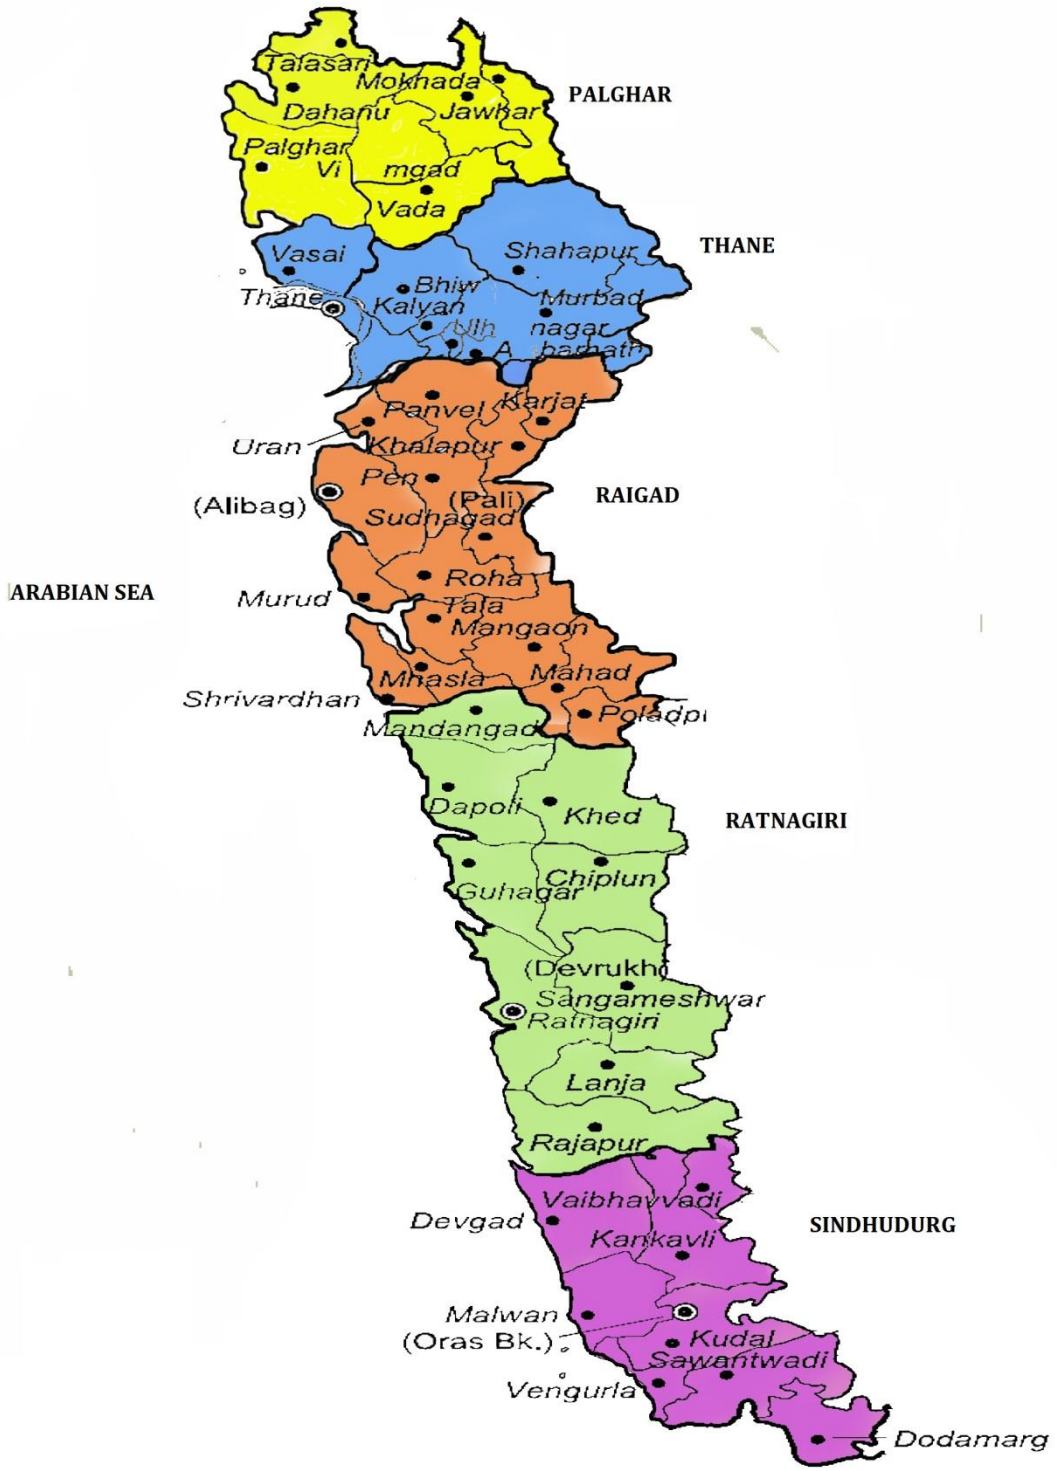 Talasari
Mokhada
PALGHAR
Dahanu
Jawhar
Palghar
Vi mgad
Vada
THANE
Vasai
Shahapur
Bhiw
Thane
Kalyan
Murbad
Ulh nagar
A barnath
Panvel
Karjat
Uran
Khalapur
Pen
(Alibag)
(Pali)
RAIGAD
Sudhagad
Roha
ARABIAN SEA
Murud
Tala
Mangaon
Mahad
Mhasla
Shrivardhan
Poladpu
Mandangad
Dapoli
Khed
RATNAGIRI
Chiplun
Guhagar
(Devrukh)
Sangameshwar
Ratnagiri
Lanja
Rajapur
Vaibhavvadi
Devgad
SINDHUDURG
Kankavli
Malwan
(Oras Bk.)
Kudal
Sawantwadi
Vengurla
Dodamarg